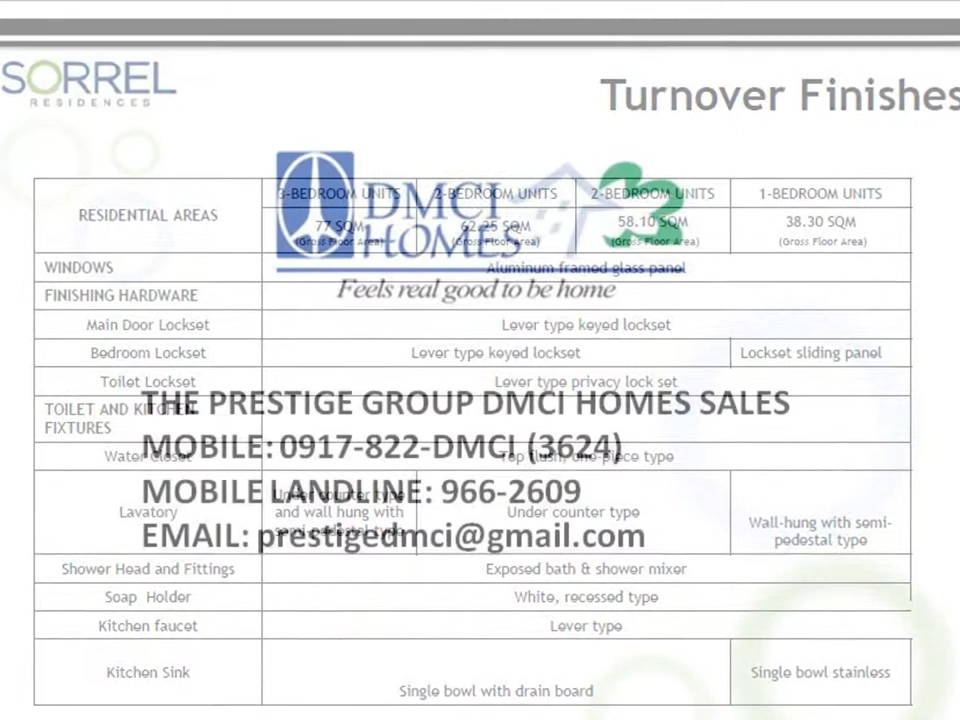 SORREL
RESIDENCES
Turnover Finishes
RESIDENTIAL AREAS
3-BEDROOM UNITS 2-BEDROOM UNITS 2-BEDROOM UNITS 1-BEDROOM UNITS
77 SQM 62.25 SQM 58.10 SQM 38.30 SQM
(Gross Floor Area) (Gross Floor Area) (Gross Floor Area) (Gross Floor Area)
DMCI
HOMES
Feels real good to be home
WINDOWS Aluminum framed glass panel
FINISHING HARDWARE
Main Door Lockset Lever type keyed lockset
Bedroom Lockset Lever type keyed lockset Lockset sliding panel
Toilet Lockset Lever type privacy lock set
TOILET AND KITCHEN
FIXTURES
THE PRESTIGE GROUP DMCI HOMES SALES
MOBILE: 0917-822-DMCI (3624)
MOBILE LANDLINE: 966-2609
EMAIL: prestigedmci@gmail.com
Water Closet Top flush, one-piece type
Lavatory
Under counter type
and wall hung with
semi-pedestal type
Under counter type
Wall-hung with semi-
pedestal type
Shower Head and Fittings Exposed bath & shower mixer
Soap Holder White, recessed type
Kitchen faucet Lever type
Kitchen Sink Single bowl with drain board Single bowl stainless